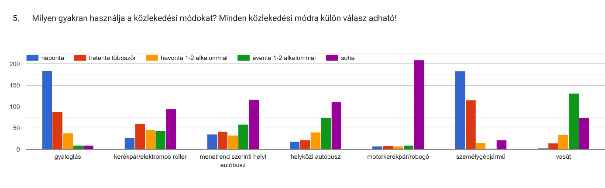 5. Milyen gyakran használja a közlekedési módokat? Minden közlekedési módra külön válasz adható!
naponta hetente többször havonta 1-2 alkalommal évente 1-2 alkalommal soha
200
150
100
50
0
gyaloglás kerékpár/elektromos roller menetrend szerinti helyi autóbusz helyközi autóbusz motorkerékpár/robogó személygépjármű vasút